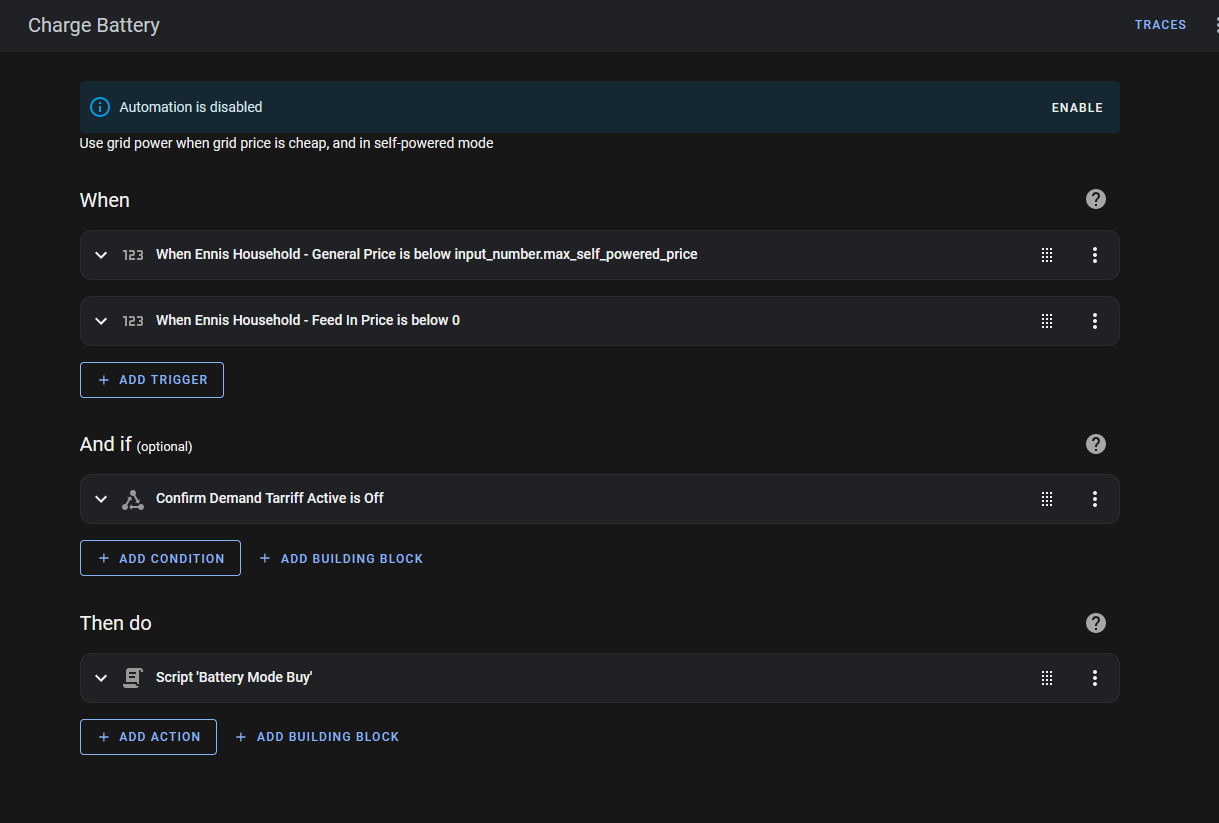 Charge Battery
TRACES
Automation is disabled
ENABLE
Use grid power when grid price is cheap, and in self-powered mode
When
123 When Ennis Household - General Price is below input_number.max_self_powered_price
123 When Ennis Household - Feed In Price is below 0
+ ADD TRIGGER
And if (optional)
Confirm Demand Tarriff Active is Off
+ ADD CONDITION + ADD BUILDING BLOCK
Then do
Script 'Battery Mode Buy'
+ ADD ACTION + ADD BUILDING BLOCK